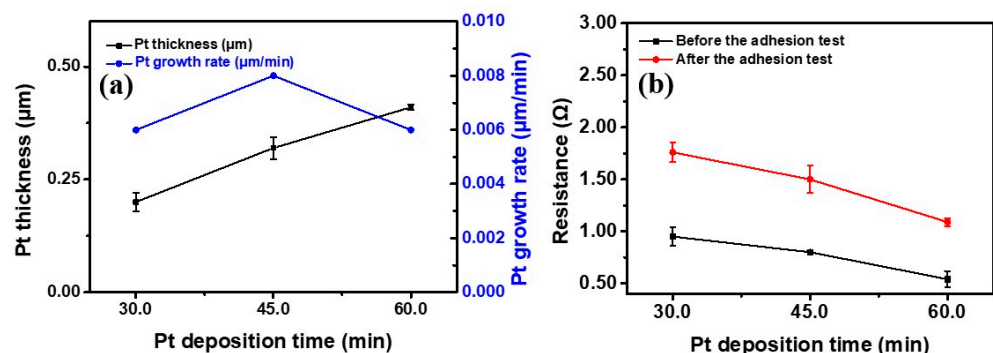 (a)
Pt thickness (μm)
Pt growth rate (μm/min)
0.50
0.25
0.00
Pt thickness (μm)
30.0
45.0
60.0
Pt deposition time (min)
0.010
0.008
0.006
0.004
0.002
0.000
Pt growth rate (μm/min)
(b)
Before the adhesion test
After the adhesion test
3.00
2.50
2.00
1.50
1.00
0.50
Resistance (Ω)
30.0
45.0
60.0
Pt deposition time (min)